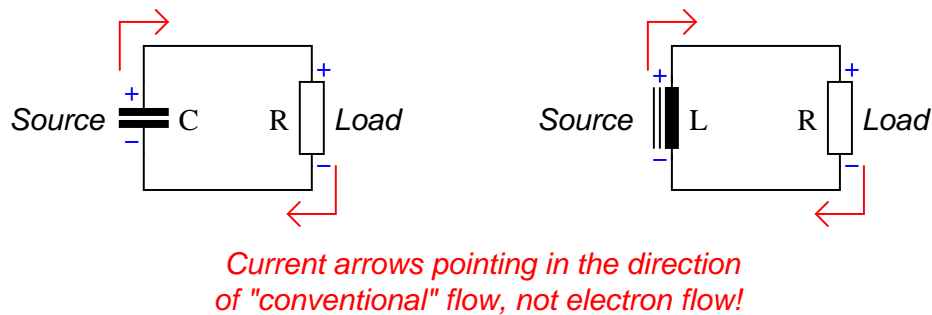 + + + +
Source C R Load Source L R Load
− − − −
Current arrows pointing in the direction
of "conventional" flow, not electron flow!